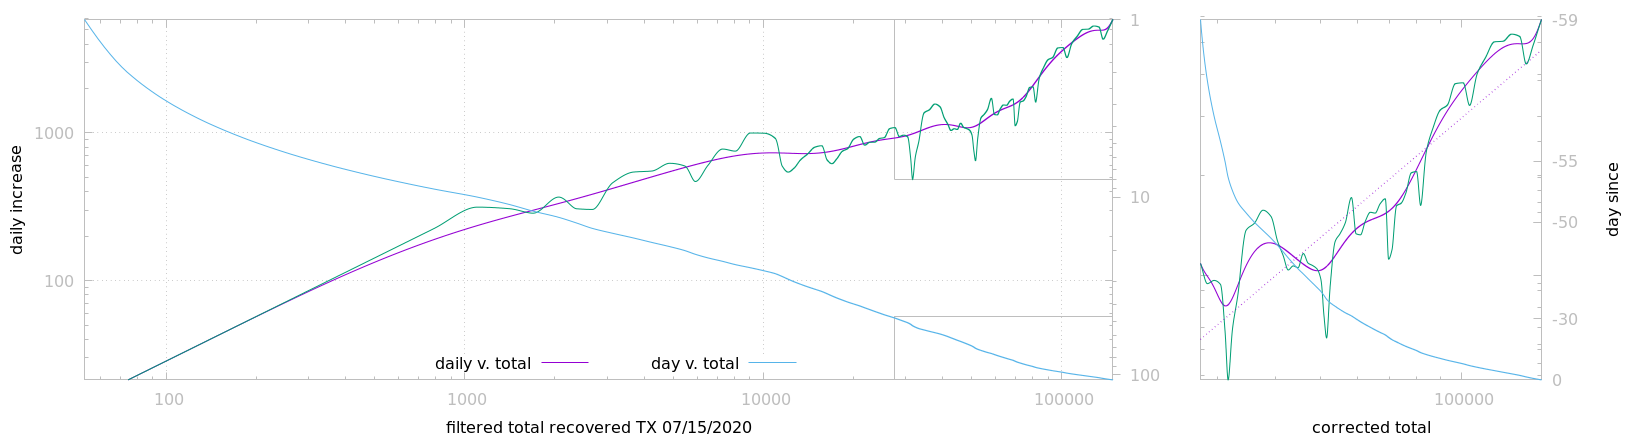 daily increase
1000
100
daily v. total
day v. total
100
1000
10000
100000
filtered total recovered TX 07/15/2020
1
10
100
100000
corrected total
-59
-55
-50
-30
0
day since